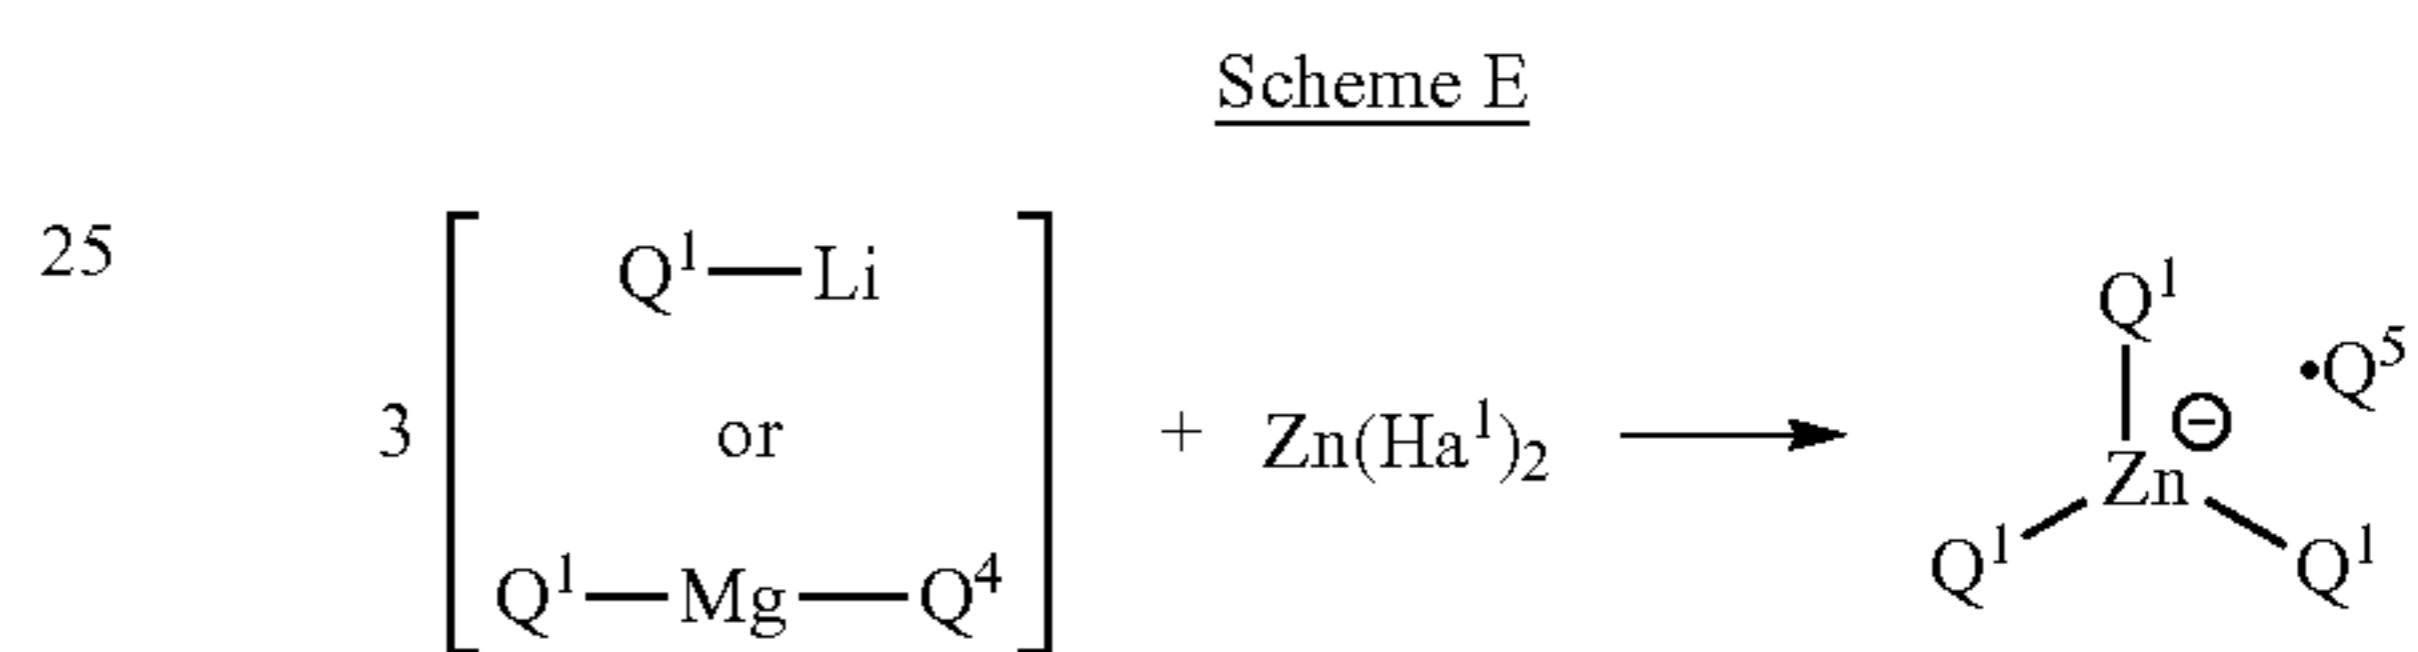 Scheme E
25
Q¹—Li
or
3 + Zn(Ha¹)₂
Q¹—Mg—Q⁴
Q¹
•Q⁵
⊖
Zn
Q¹ Q¹